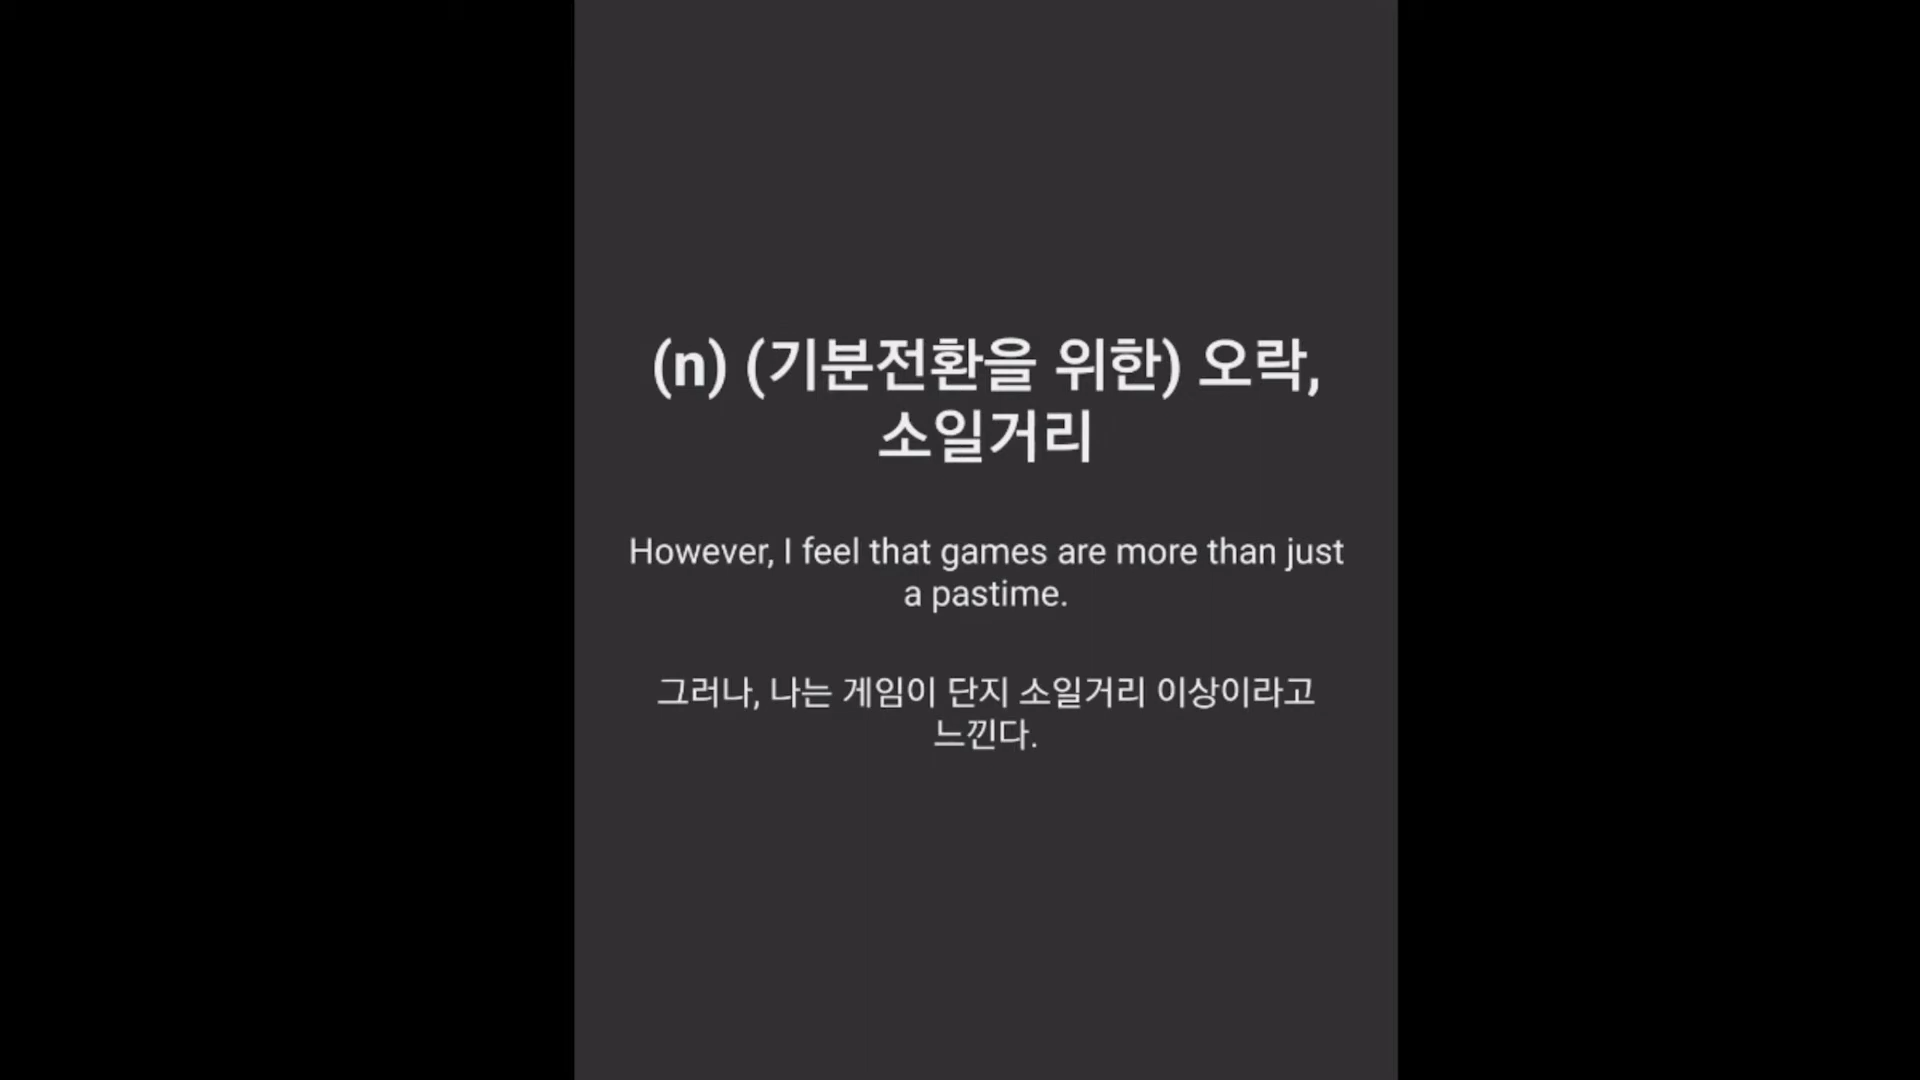 (n) (기분전환을 위한) 오락,
소일거리
However, I feel that games are more than just
a pastime.
그러나, 나는 게임이 단지 소일거리 이상이라고
느낀다.